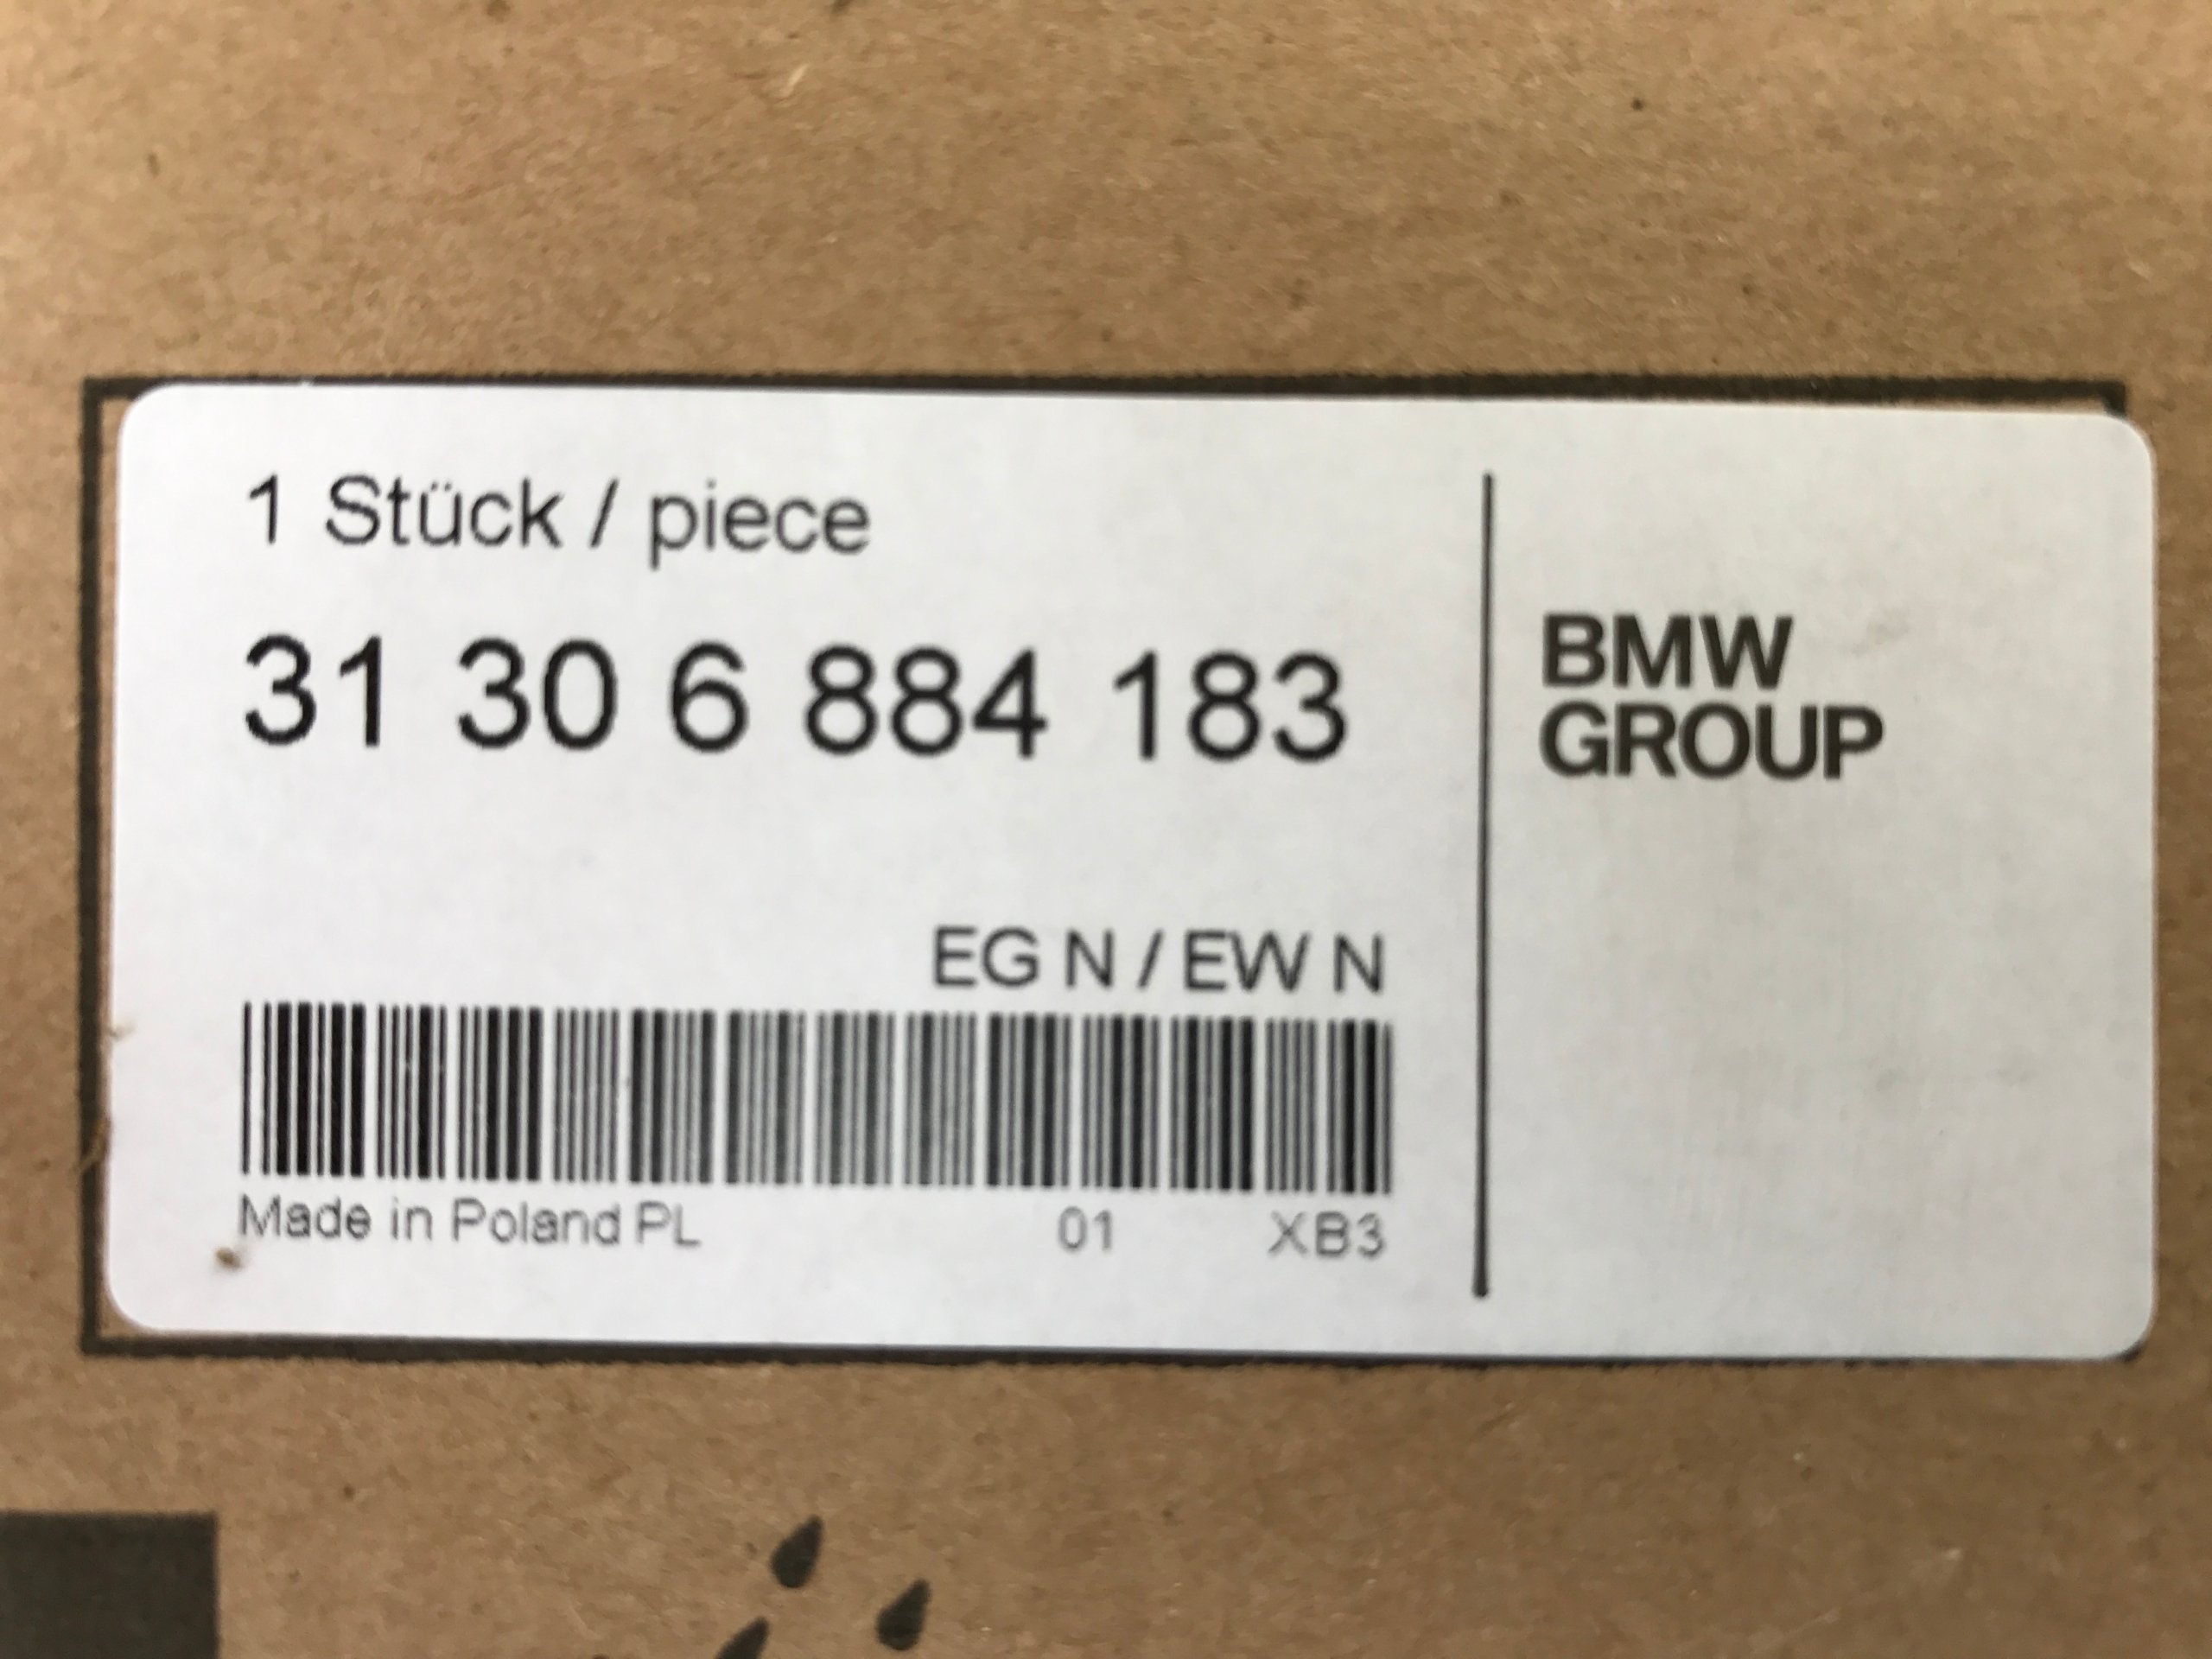 1 Stück / piece
31 30 6 884 183
EG N / EW N
Made in Poland PL 01 XB3
BMW
GROUP